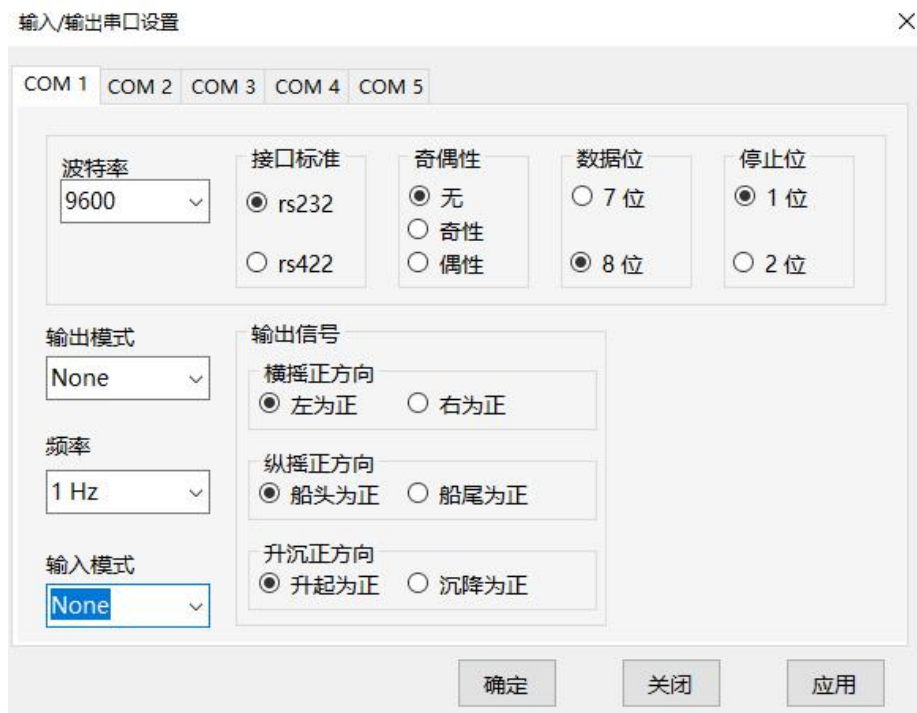 输入/输出串口设置
COM 1 COM 2 COM 3 COM 4 COM 5
波特率
9600
接口标准
rs232
rs422
奇偶性
无
奇性
偶性
数据位
7 位
8 位
停止位
1 位
2 位
输出模式
None
频率
1 Hz
输入模式
None
输出信号
横摇正方向
左为正 右为正
纵摇正方向
船头为正 船尾为正
升沉正方向
升起为正 沉降为正
确定 关闭 应用